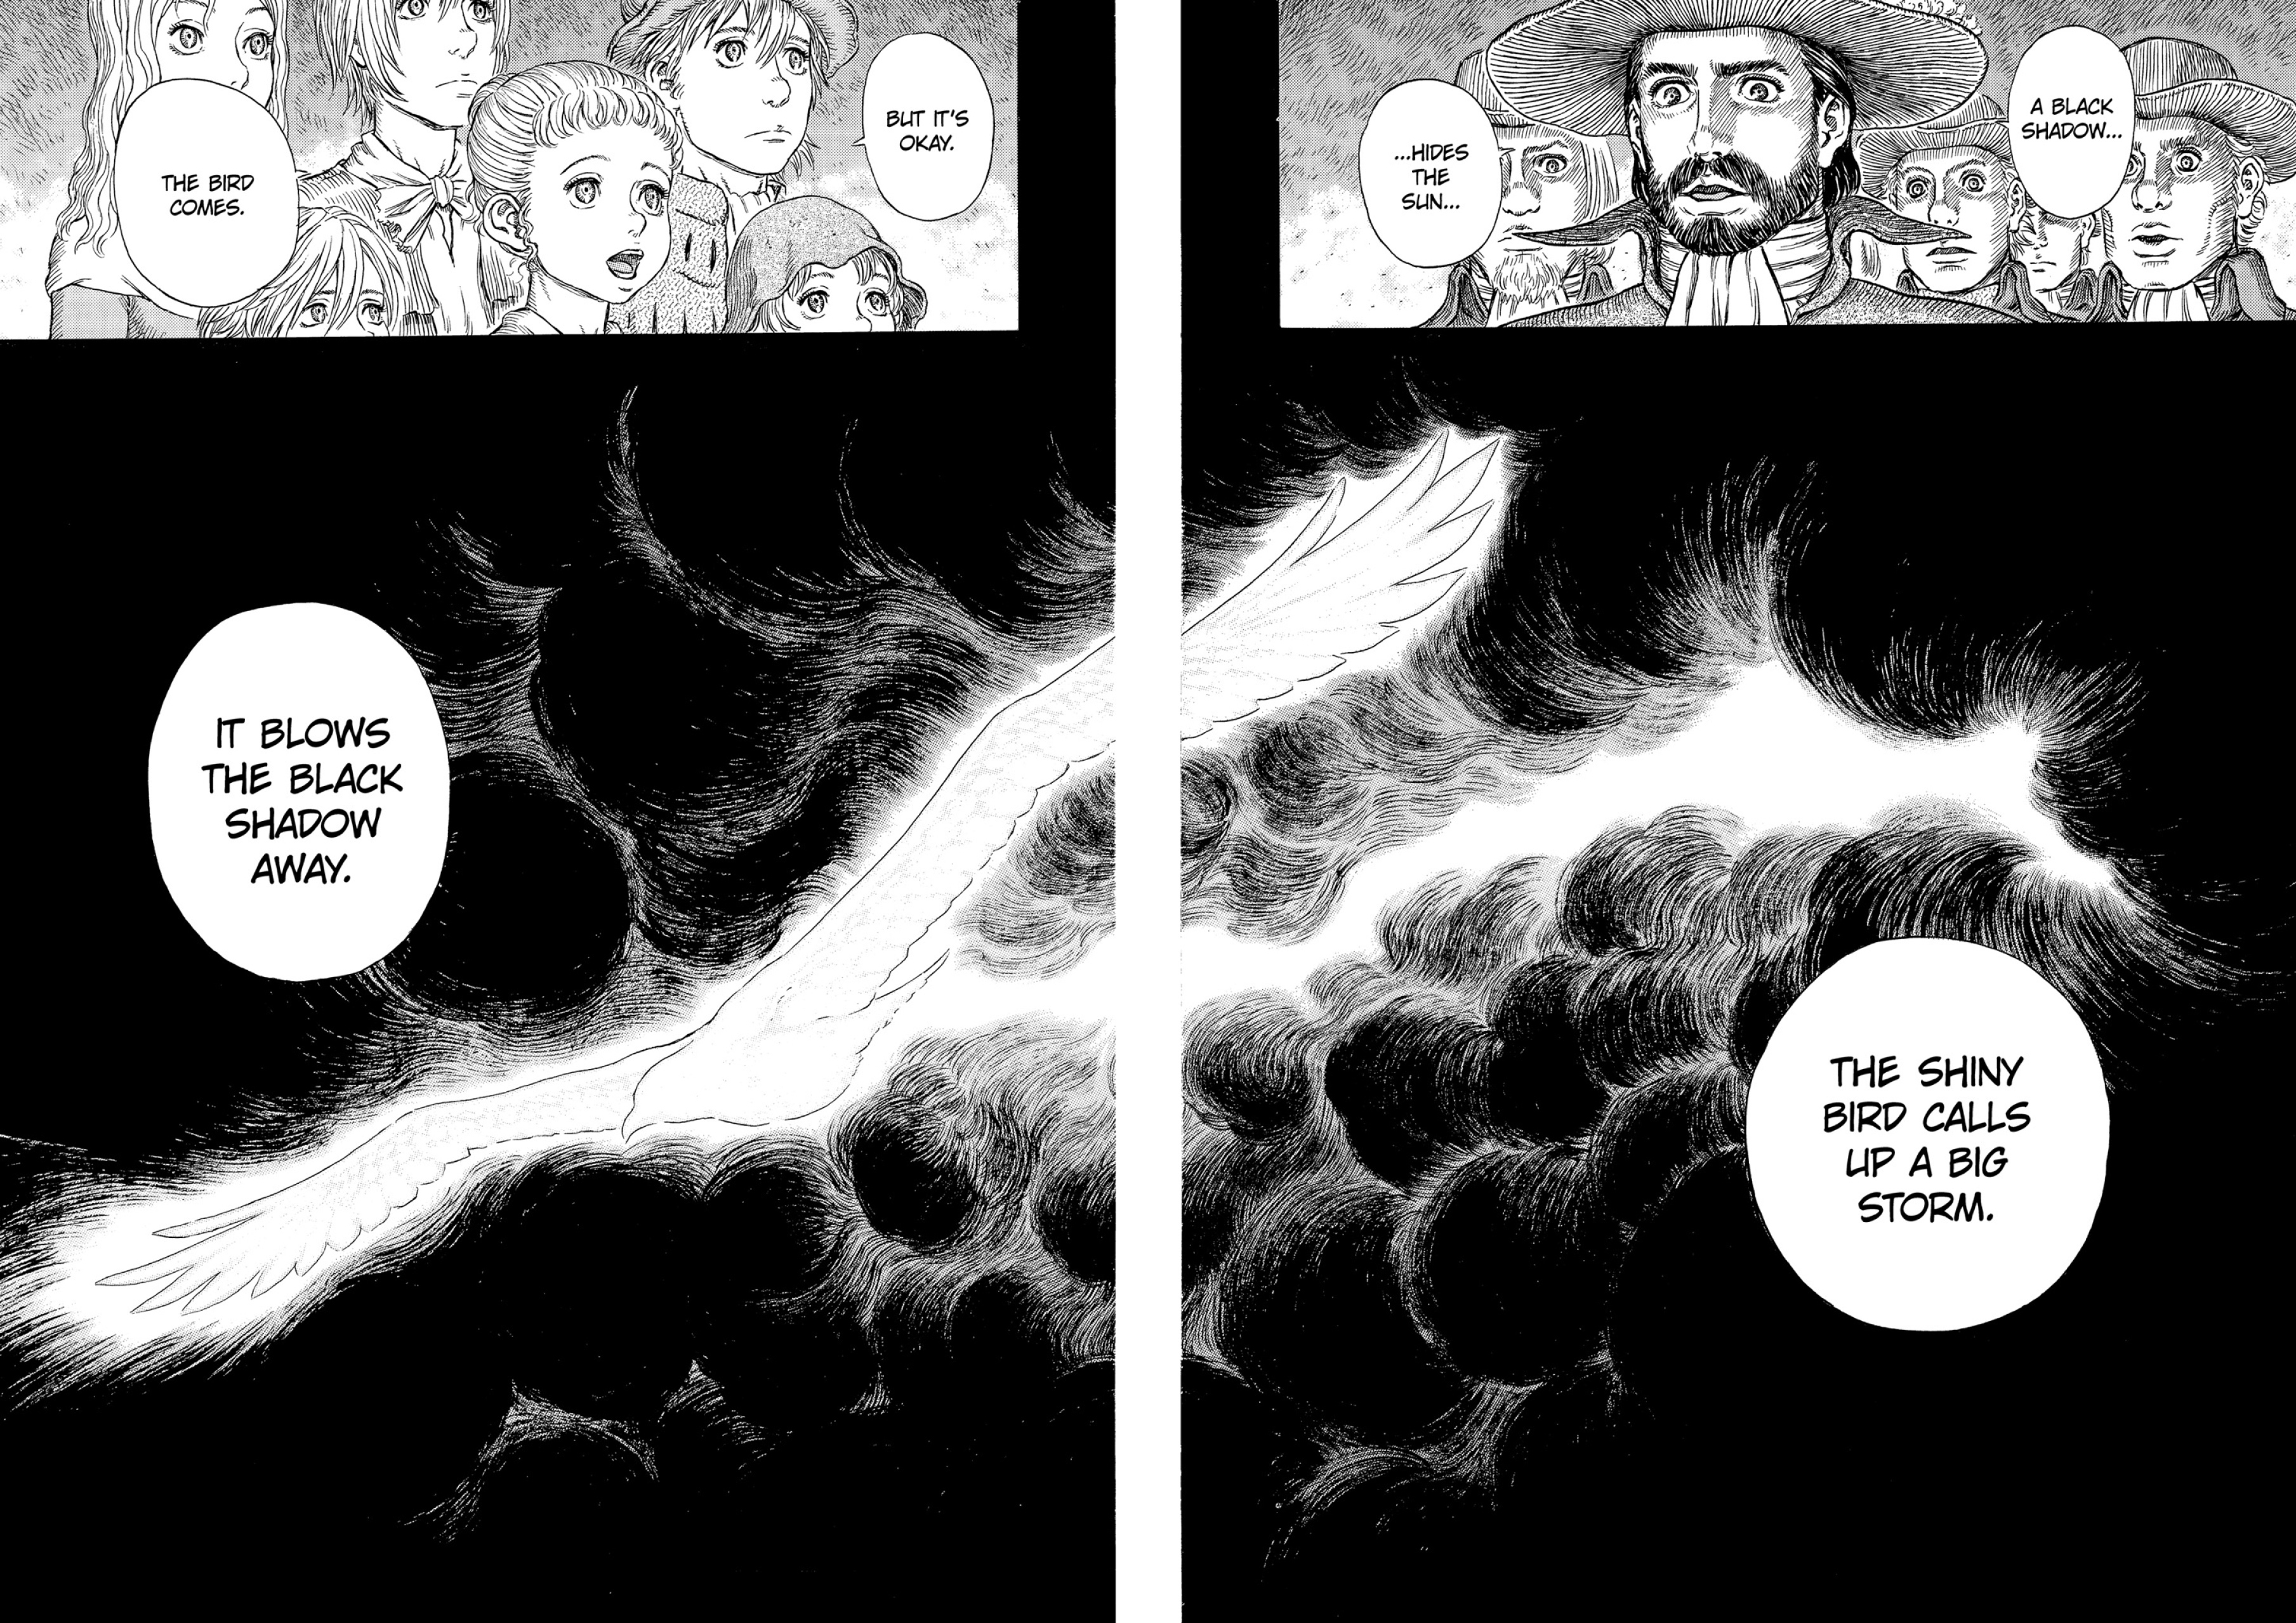 A BLACK
SHADOW...
...HIDES
THE
SUN...
BUT IT'S
OKAY.
THE BIRD
COMES.
THE SHINY
BIRD CALLS
UP A BIG
STORM.
IT BLOWS
THE BLACK
SHADOW
AWAY.